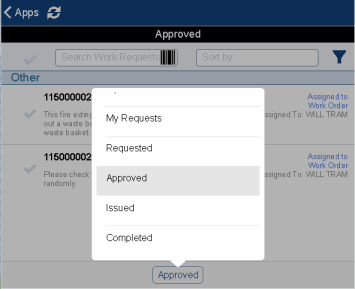 Apps
Approved
Search Work Requests
Sort by
Other
115000002
Assigned to
Work Order
This fire exting
ssigned To: WILL TRAM
out a waste ba
waste basket
115000002
Assigned to
Work Order
Please check
ssigned To: WILL TRAM
randomly.
My Requests
Requested
Approved
Issued
Completed
Approved